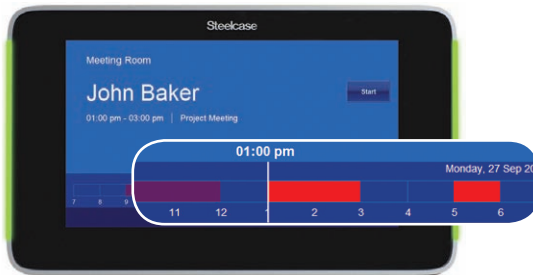 Steelcase
Meeting Room
John Baker
Start
01:00 pm - 03:00 pm | Project Meeting
01:00 pm
Monday, 27 Sep 20
7 8 9
11 12 1 2 3 4 5 6